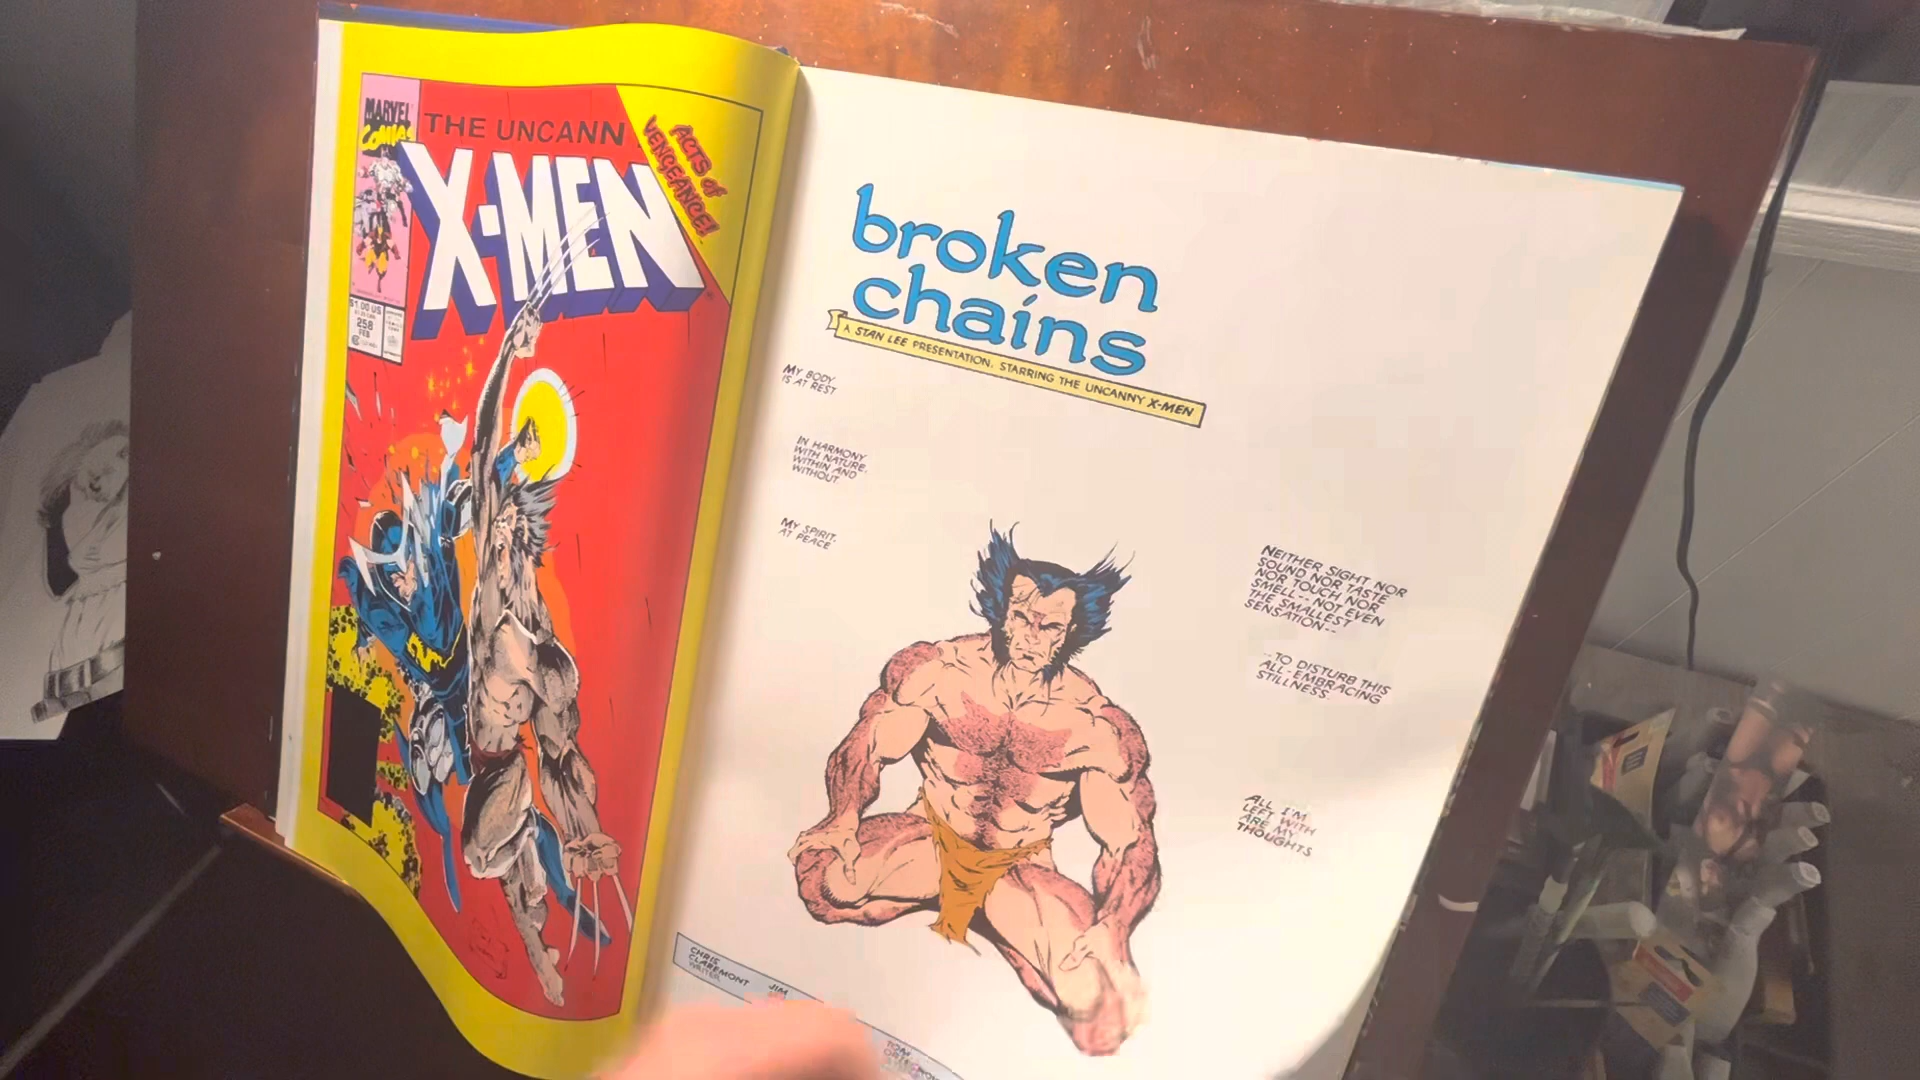 MARVEL
COMICS
THE UNCANN
X-MEN
ACTS of
VENGEANCE!
$1.00 US
258
FEB
broken
chains
A STAN LEE PRESENTATION. STARRING THE UNCANNY X-MEN
MY BODY
IS AT REST
IN HARMONY
WITH NATURE.
WITHIN AND
WITHOUT.
MY SPIRIT.
AT PEACE
NEITHER SIGHT NOR
SOUND NOR TASTE
NOR TOUCH NOR
SMELL-- NOT EVEN
THE SMALLEST
SENSATION--
--TO DISTURB THIS
ALL-EMBRACING
STILLNESS.
ALL I'M
LEFT WITH
ARE MY
THOUGHTS
CHRIS
CLAREMONT
WRITER
JIM
TOM